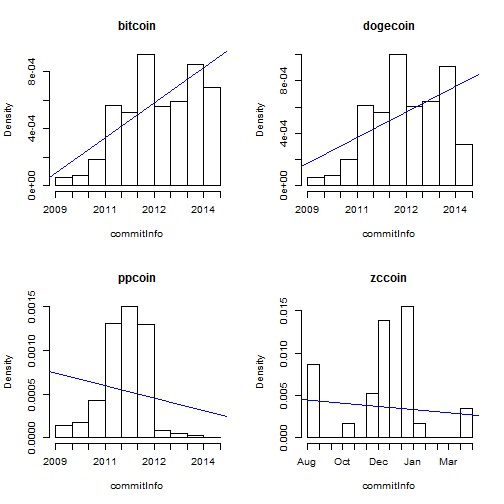 bitcoin
Density
0e+00 4e-04 8e-04
2009 2011 2012 2014
commitInfo
dogecoin
Density
0e+00 4e-04 8e-04
2009 2011 2012 2014
commitInfo
ppcoin
Density
0.0000 0.0005 0.0010 0.0015
2009 2011 2012 2014
commitInfo
zccoin
Density
0.000 0.005 0.010 0.015
Aug Oct Dec Jan Mar
commitInfo